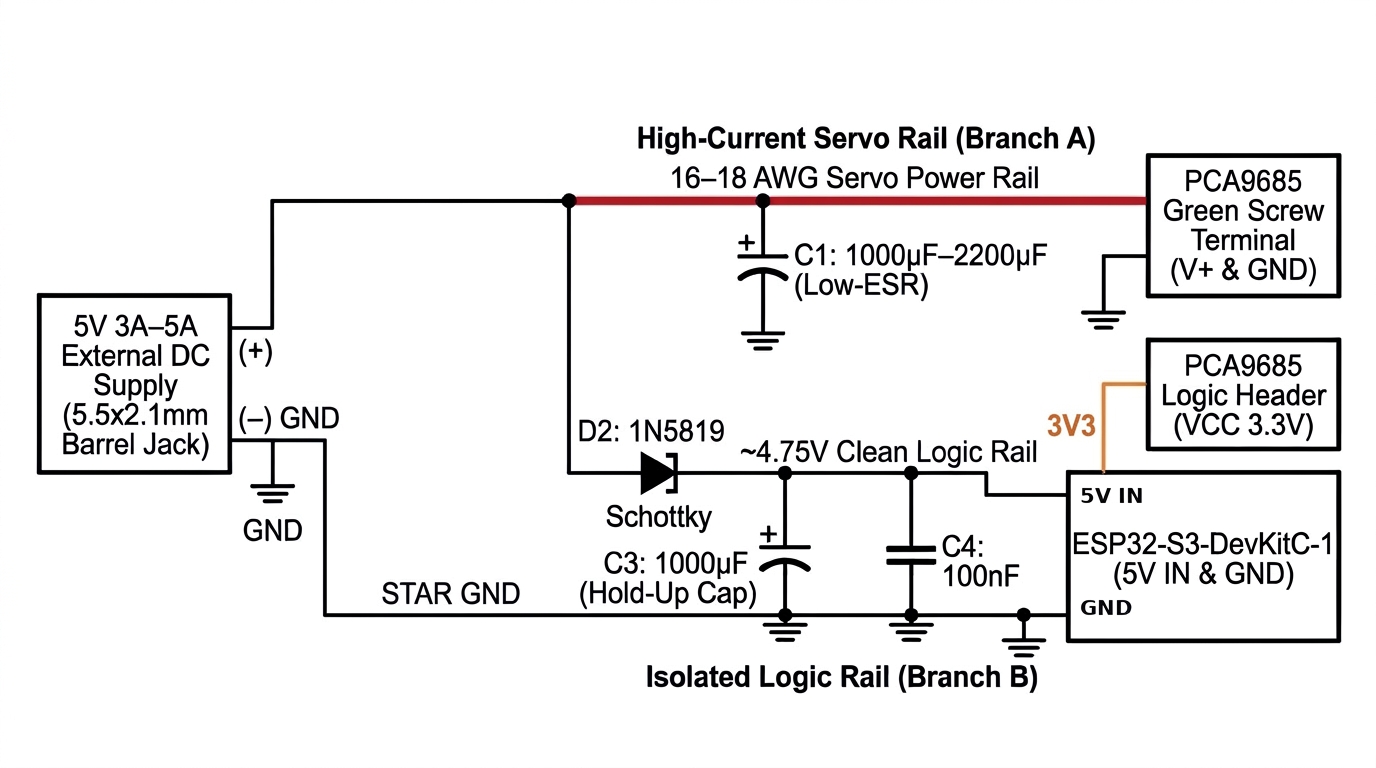 High-Current Servo Rail (Branch A)
16–18 AWG Servo Power Rail
PCA9685
Green Screw
Terminal
(V+ & GND)
+
C1: 1000µF–2200µF
(Low-ESR)
5V 3A–5A
External DC
Supply
(5.5x2.1mm
Barrel Jack)
(+)
(–) GND
GND
PCA9685
Logic Header
(VCC 3.3V)
3V3
D2: 1N5819
~4.75V Clean Logic Rail
Schottky
5V IN
ESP32-S3-DevKitC-1
(5V IN & GND)
GND
+
C3: 1000µF
(Hold-Up Cap)
C4:
100nF
STAR GND
Isolated Logic Rail (Branch B)